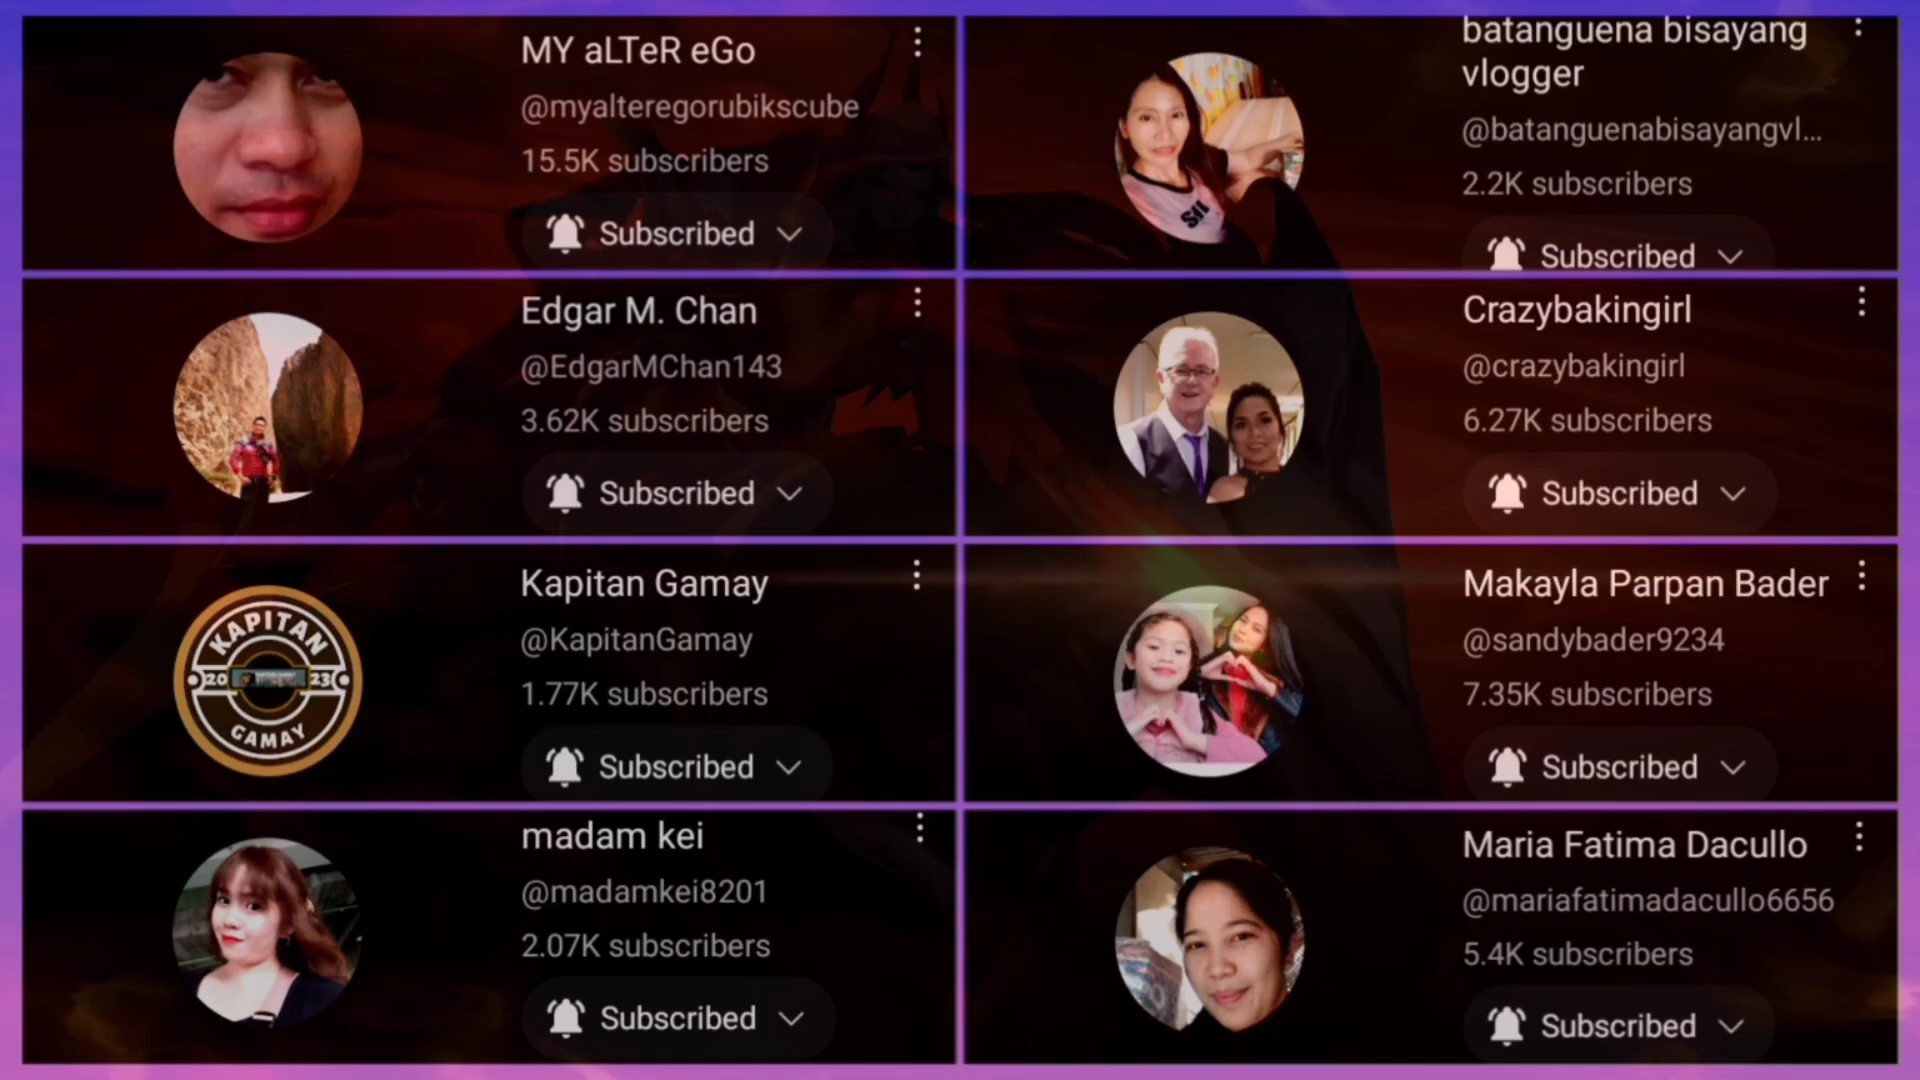 MY aLTeR eGo
@myalteregorubikscube
15.5K subscribers
Subscribed
batanguena bisayang
vlogger
@batanguenabisayangvl...
2.2K subscribers
Subscribed
SII
Edgar M. Chan
@EdgarMChan143
3.62K subscribers
Subscribed
Crazybakingirl
@crazybakingirl
6.27K subscribers
Subscribed
KAPITAN
20 23
GAMAY
Kapitan Gamay
@KapitanGamay
1.77K subscribers
Subscribed
Makayla Parpan Bader
@sandybader9234
7.35K subscribers
Subscribed
madam kei
@madamkei8201
2.07K subscribers
Subscribed
Maria Fatima Dacullo
@mariafatimadacullo6656
5.4K subscribers
Subscribed